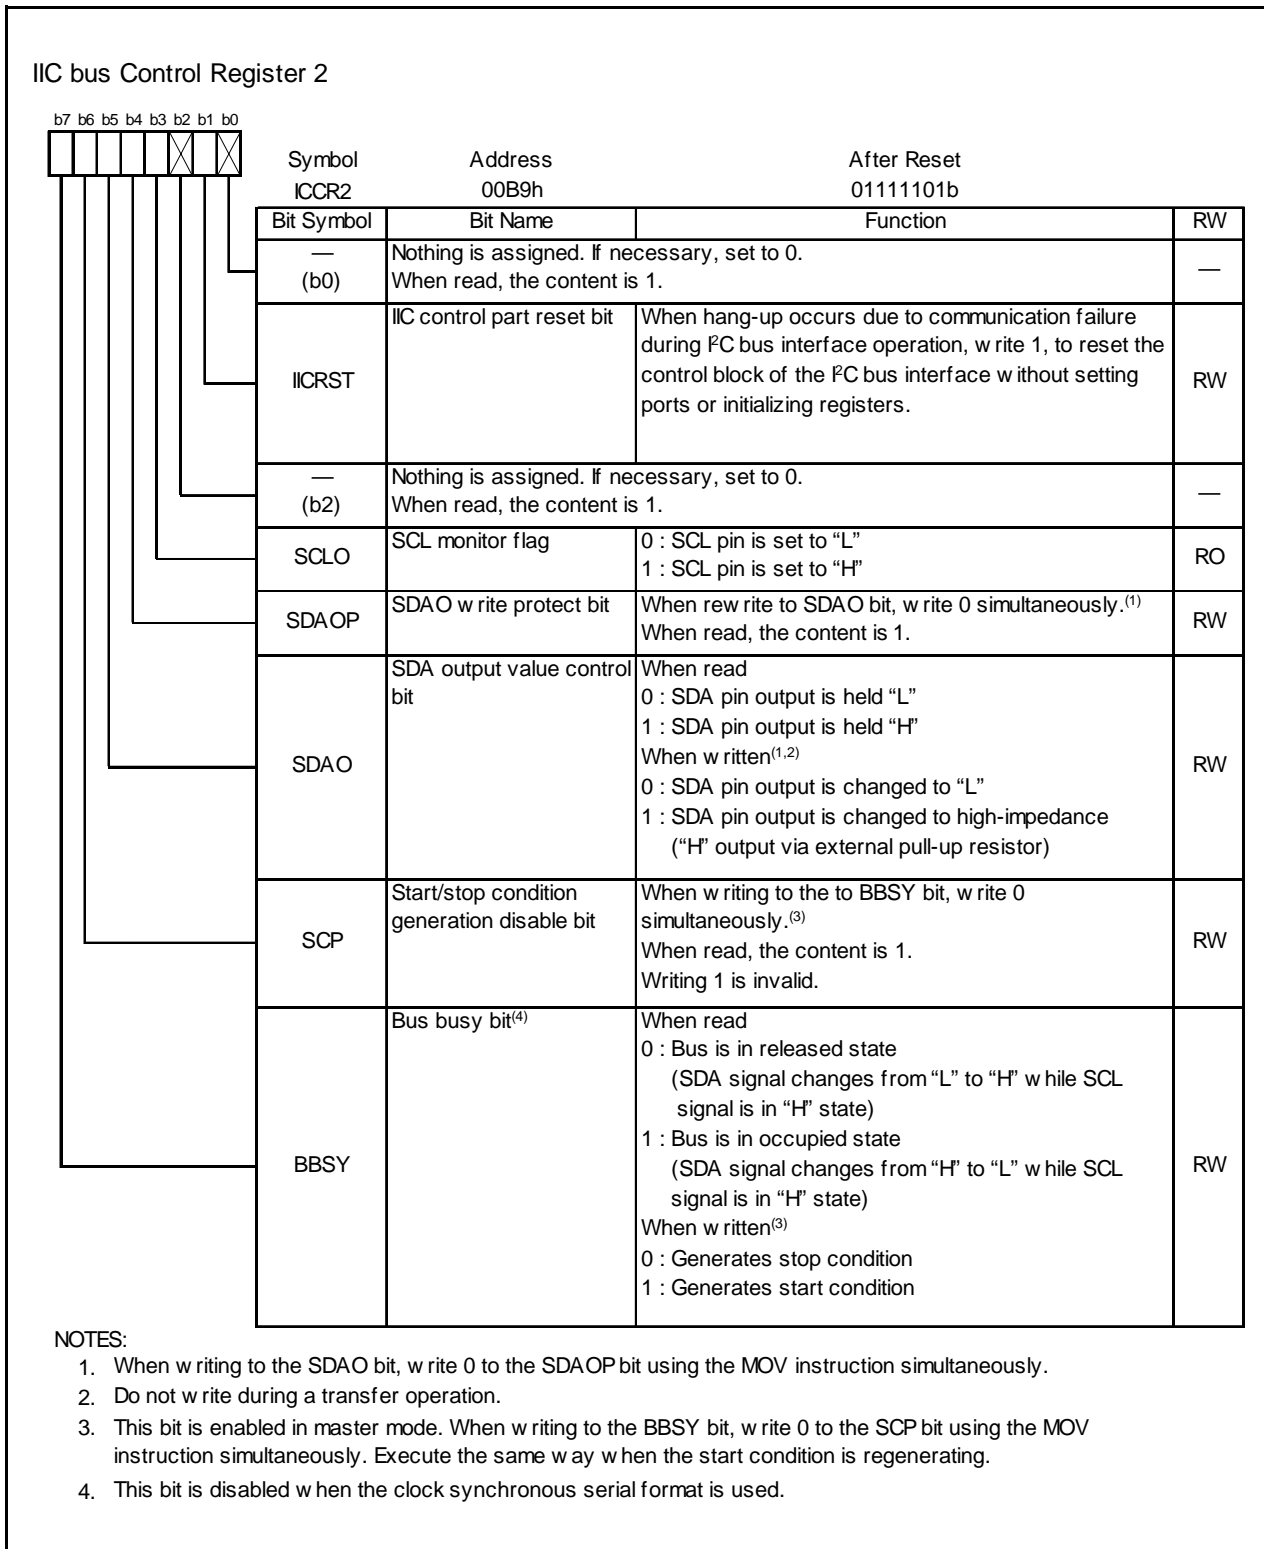 IIC bus Control Register 2
b7 b6 b5 b4 b3 b2 b1 b0
Symbol Address After Reset
ICCR2 00B9h 01111101b
Bit Symbol Bit Name Function RW
— Nothing is assigned. If necessary, set to 0. —
(b0) When read, the content is 1.
IICRST IIC control part reset bit When hang-up occurs due to communication failure RW
during I²C bus interface operation, write 1, to reset the
control block of the I²C bus interface without setting
ports or initializing registers.
— Nothing is assigned. If necessary, set to 0. —
(b2) When read, the content is 1.
SCLO SCL monitor flag 0 : SCL pin is set to “L” RO
1 : SCL pin is set to “H”
SDAOP SDAO write protect bit When rewrite to SDAO bit, write 0 simultaneously.(1) RW
When read, the content is 1.
SDAO SDA output value control When read RW
bit 0 : SDA pin output is held “L”
1 : SDA pin output is held “H”
When written(1,2)
0 : SDA pin output is changed to “L”
1 : SDA pin output is changed to high-impedance
(“H” output via external pull-up resistor)
SCP Start/stop condition When writing to the to BBSY bit, write 0 RW
generation disable bit simultaneously.(3)
When read, the content is 1.
Writing 1 is invalid.
BBSY Bus busy bit(4) When read RW
0 : Bus is in released state
(SDA signal changes from “L” to “H” while SCL
signal is in “H” state)
1 : Bus is in occupied state
(SDA signal changes from “H” to “L” while SCL
signal is in “H” state)
When written(3)
0 : Generates stop condition
1 : Generates start condition
NOTES:
1. When writing to the SDAO bit, write 0 to the SDAOP bit using the MOV instruction simultaneously.
2. Do not write during a transfer operation.
3. This bit is enabled in master mode. When writing to the BBSY bit, write 0 to the SCP bit using the MOV
instruction simultaneously. Execute the same way when the start condition is regenerating.
4. This bit is disabled when the clock synchronous serial format is used.